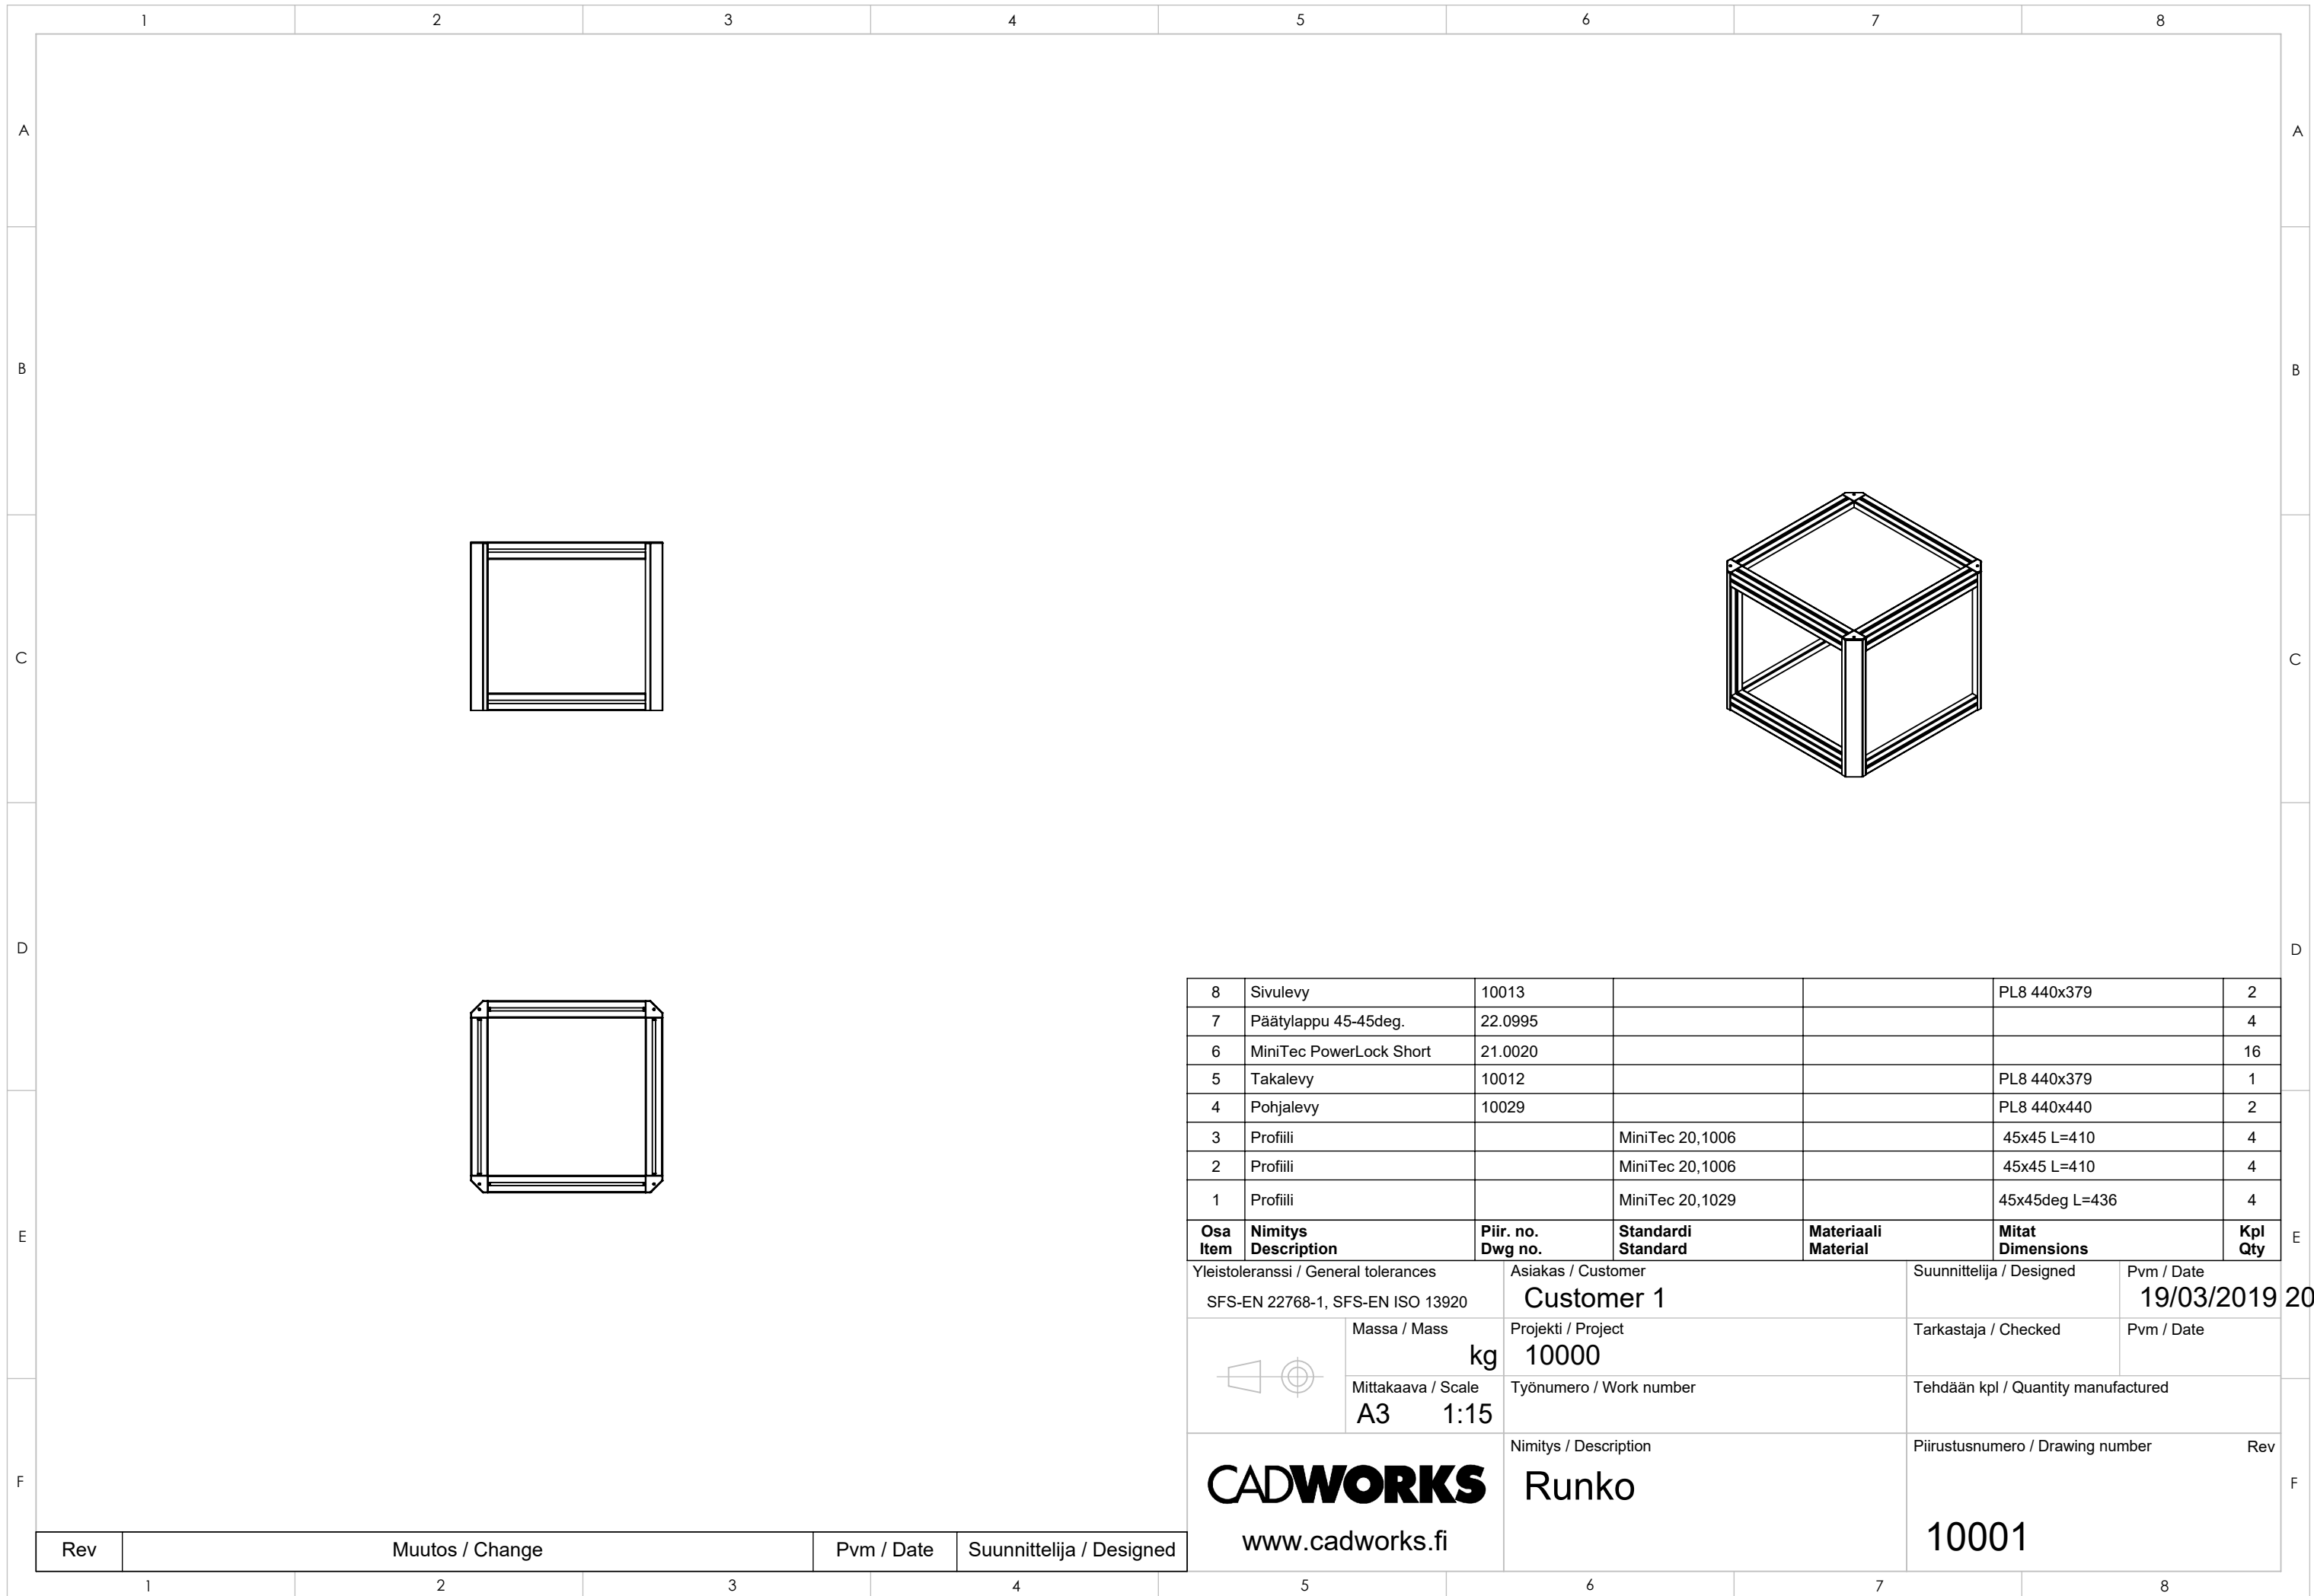 1 2 3 4 5 6 7 8
A A
B B
C C
D D
8 Sivulevy 10013 PL8 440x379 2
7 Päätylappu 45-45deg. 22.0995 4
6 MiniTec PowerLock Short 21.0020 16
5 Takalevy 10012 PL8 440x379 1
4 Pohjalevy 10029 PL8 440x440 2
3 Profiili MiniTec 20,1006 45x45 L=410 4
2 Profiili MiniTec 20,1006 45x45 L=410 4
1 Profiili MiniTec 20,1029 45x45deg L=436 4
E E
Osa Nimitys Piir. no. Standardi Materiaali Mitat Kpl
Item Description Dwg no. Standard Material Dimensions Qty
Yleistoleranssi / General tolerances Asiakas / Customer Suunnittelija / Designed Pvm / Date
SFS-EN 22768-1, SFS-EN ISO 13920 Customer 1 19/03/2019 20
Massa / Mass Projekti / Project Tarkastaja / Checked Pvm / Date
kg 10000
Mittakaava / Scale Työnumero / Work number Tehdään kpl / Quantity manufactured
A3 1:15
Nimitys / Description Piirustusnumero / Drawing number Rev
F F
CADWORKS Runko
www.cadworks.fi 10001
Rev Muutos / Change Pvm / Date Suunnittelija / Designed
1 2 3 4 5 6 7 8